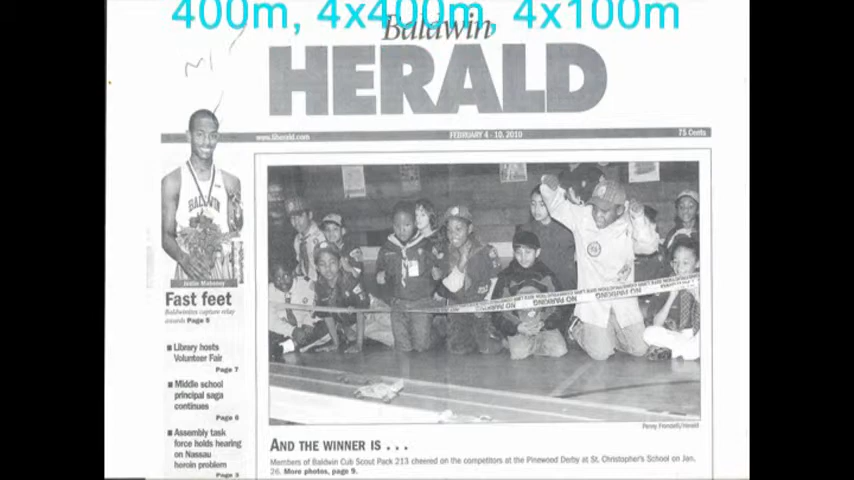 400m, 4x400m, 4x100m
Baldwin
HERALD
www.liherald.com
FEBRUARY 4 - 10, 2010
75 Cents
BALDWIN
Fast feet
Baldwinites capture relay
awards Page 5
Library hosts
Volunteer Fair
Page 7
Middle school
principal saga
continues
Assembly task
force holds hearing
on Nassau
heroin problem
Page 3
NO PARKING
AND THE WINNER IS . . .
Members of Baldwin Cub Scout Pack 213 cheered on the competitors at the Pinewood Derby at St. Christopher's School on Jan.
26. More photos, page 9.